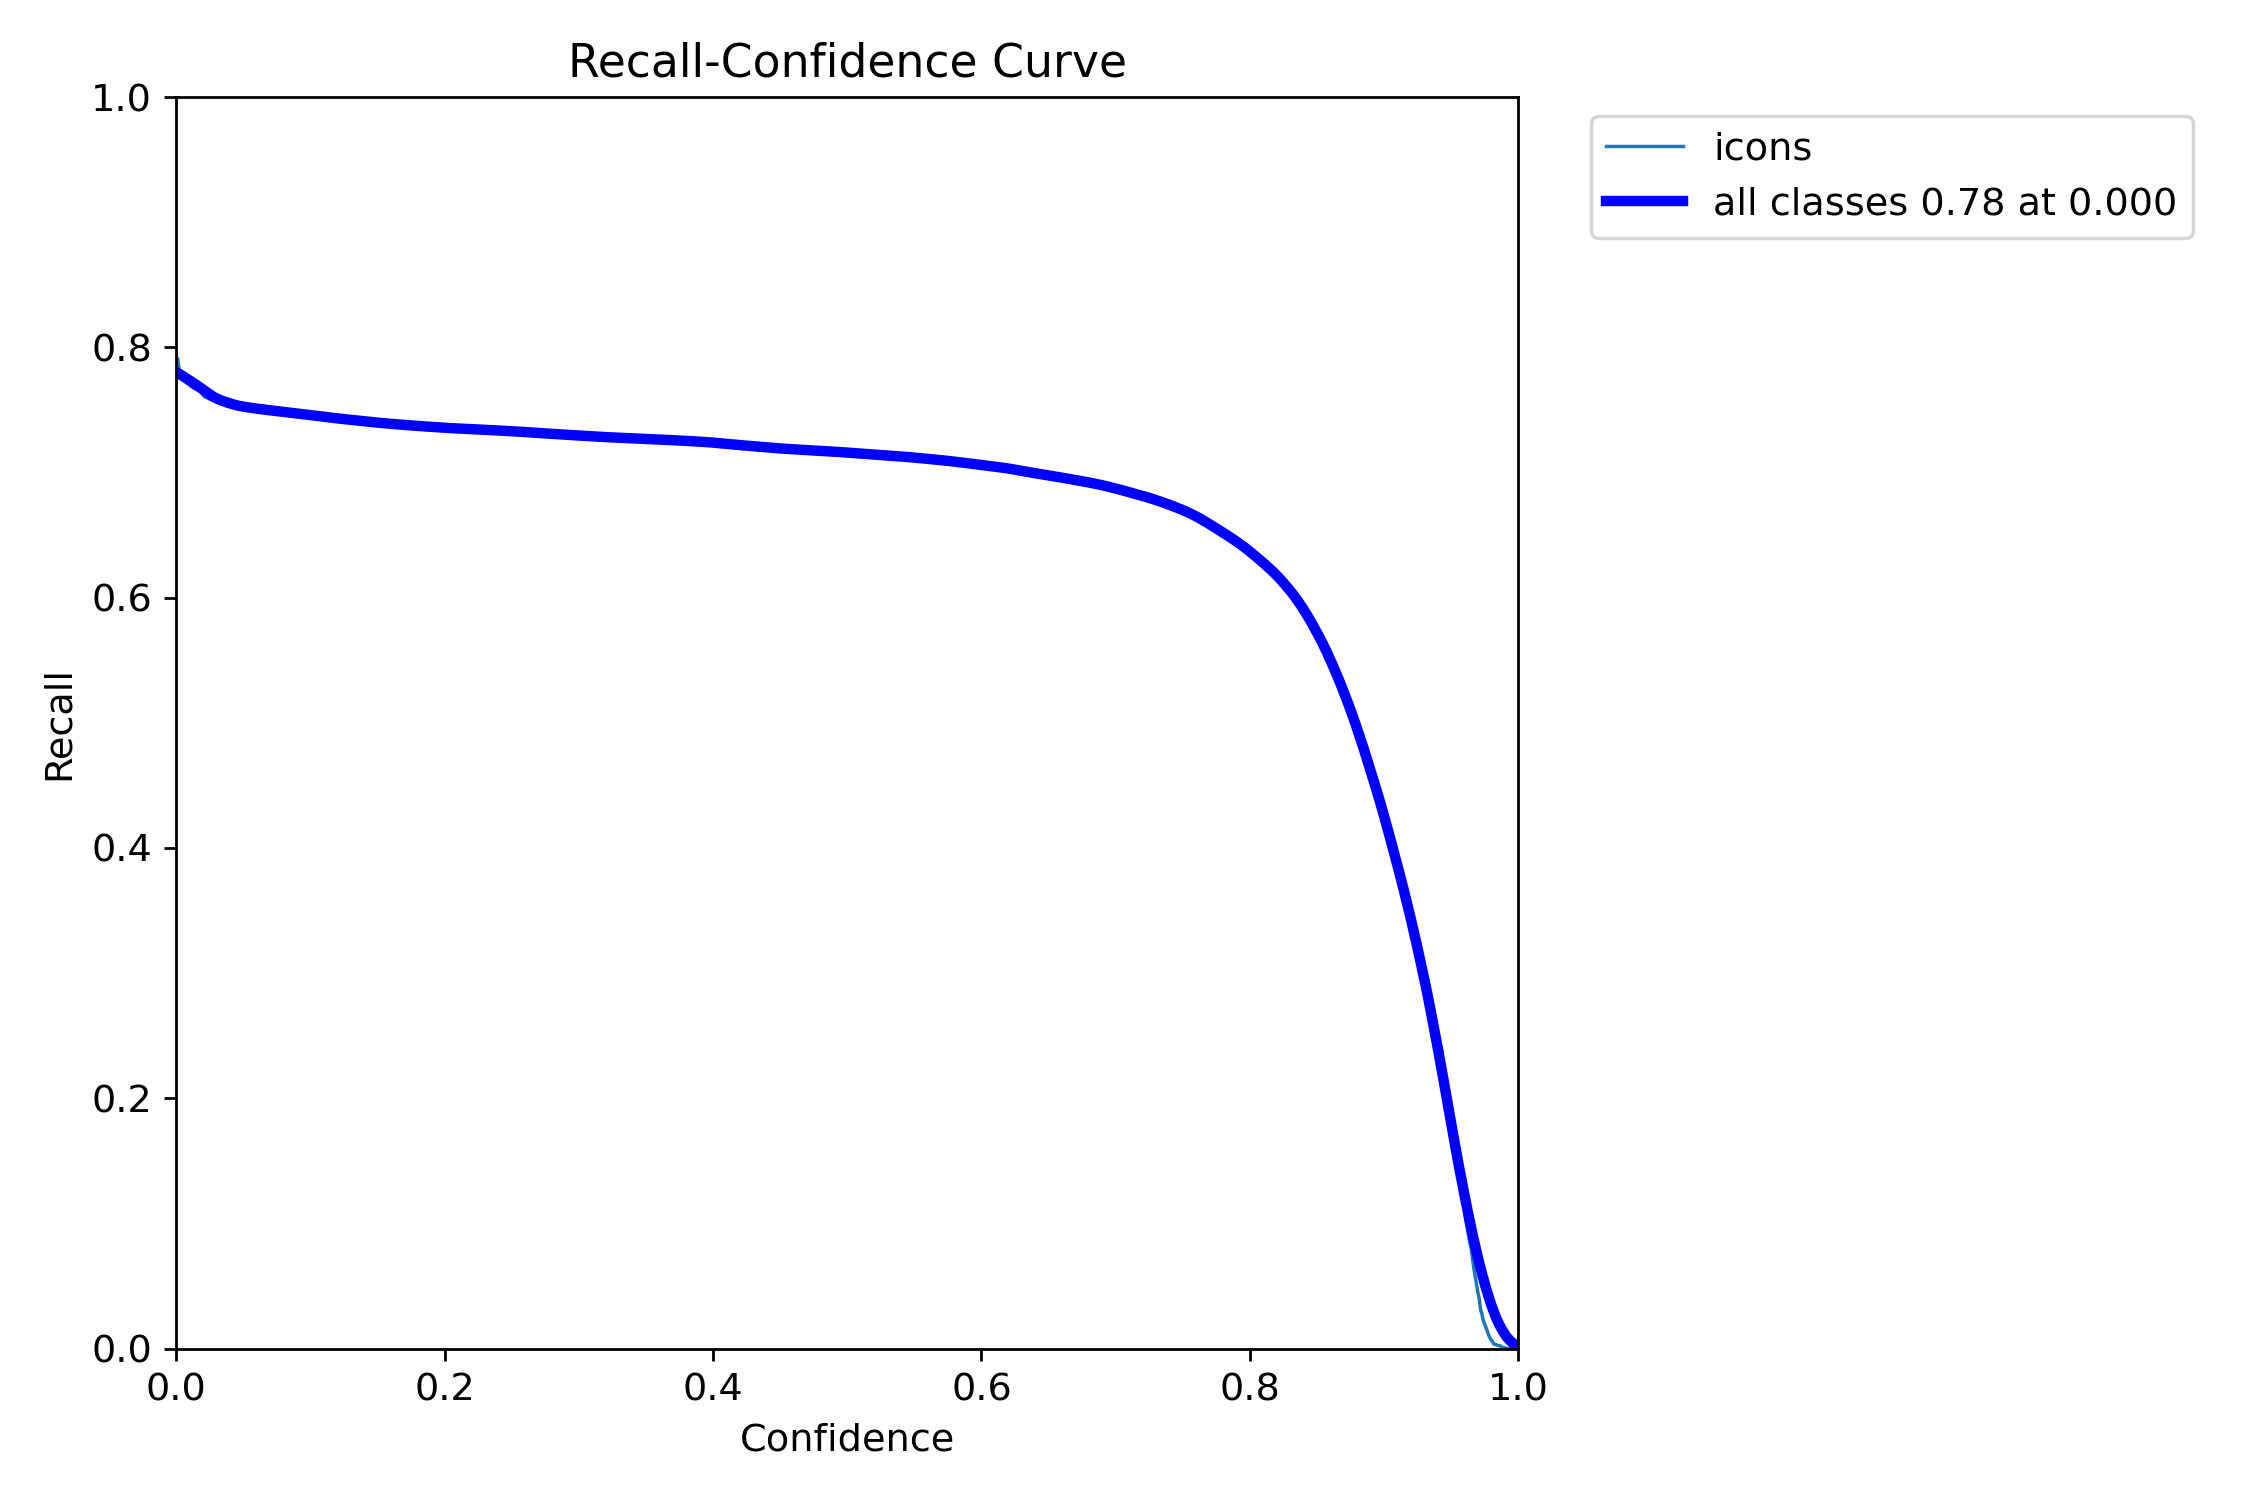 Recall-Confidence Curve
icons
all classes 0.78 at 0.000
1.0
0.8
0.6
0.4
0.2
0.0
Recall
0.0 0.2 0.4 0.6 0.8 1.0
Confidence